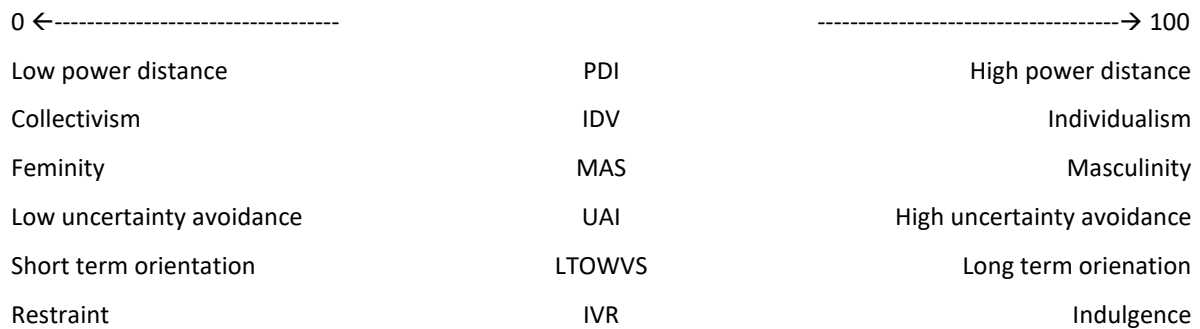 0 ←----------------------------------- -------------------------------------→ 100
Low power distance PDI High power distance
Collectivism IDV Individualism
Feminity MAS Masculinity
Low uncertainty avoidance UAI High uncertainty avoidance
Short term orientation LTOWVS Long term orienation
Restraint IVR Indulgence